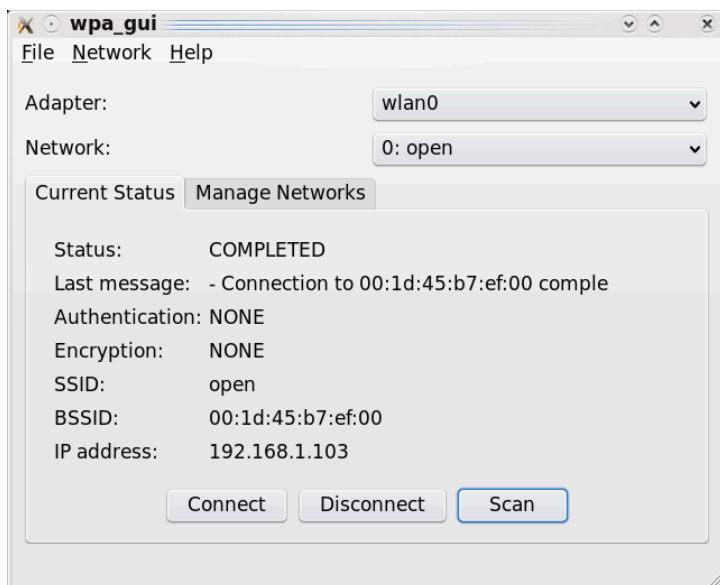 wpa_gui
File Network Help
Adapter: wlan0
Network: 0: open
Current Status Manage Networks
Status: COMPLETED
Last message: - Connection to 00:1d:45:b7:ef:00 comple
Authentication: NONE
Encryption: NONE
SSID: open
BSSID: 00:1d:45:b7:ef:00
IP address: 192.168.1.103
Connect Disconnect Scan